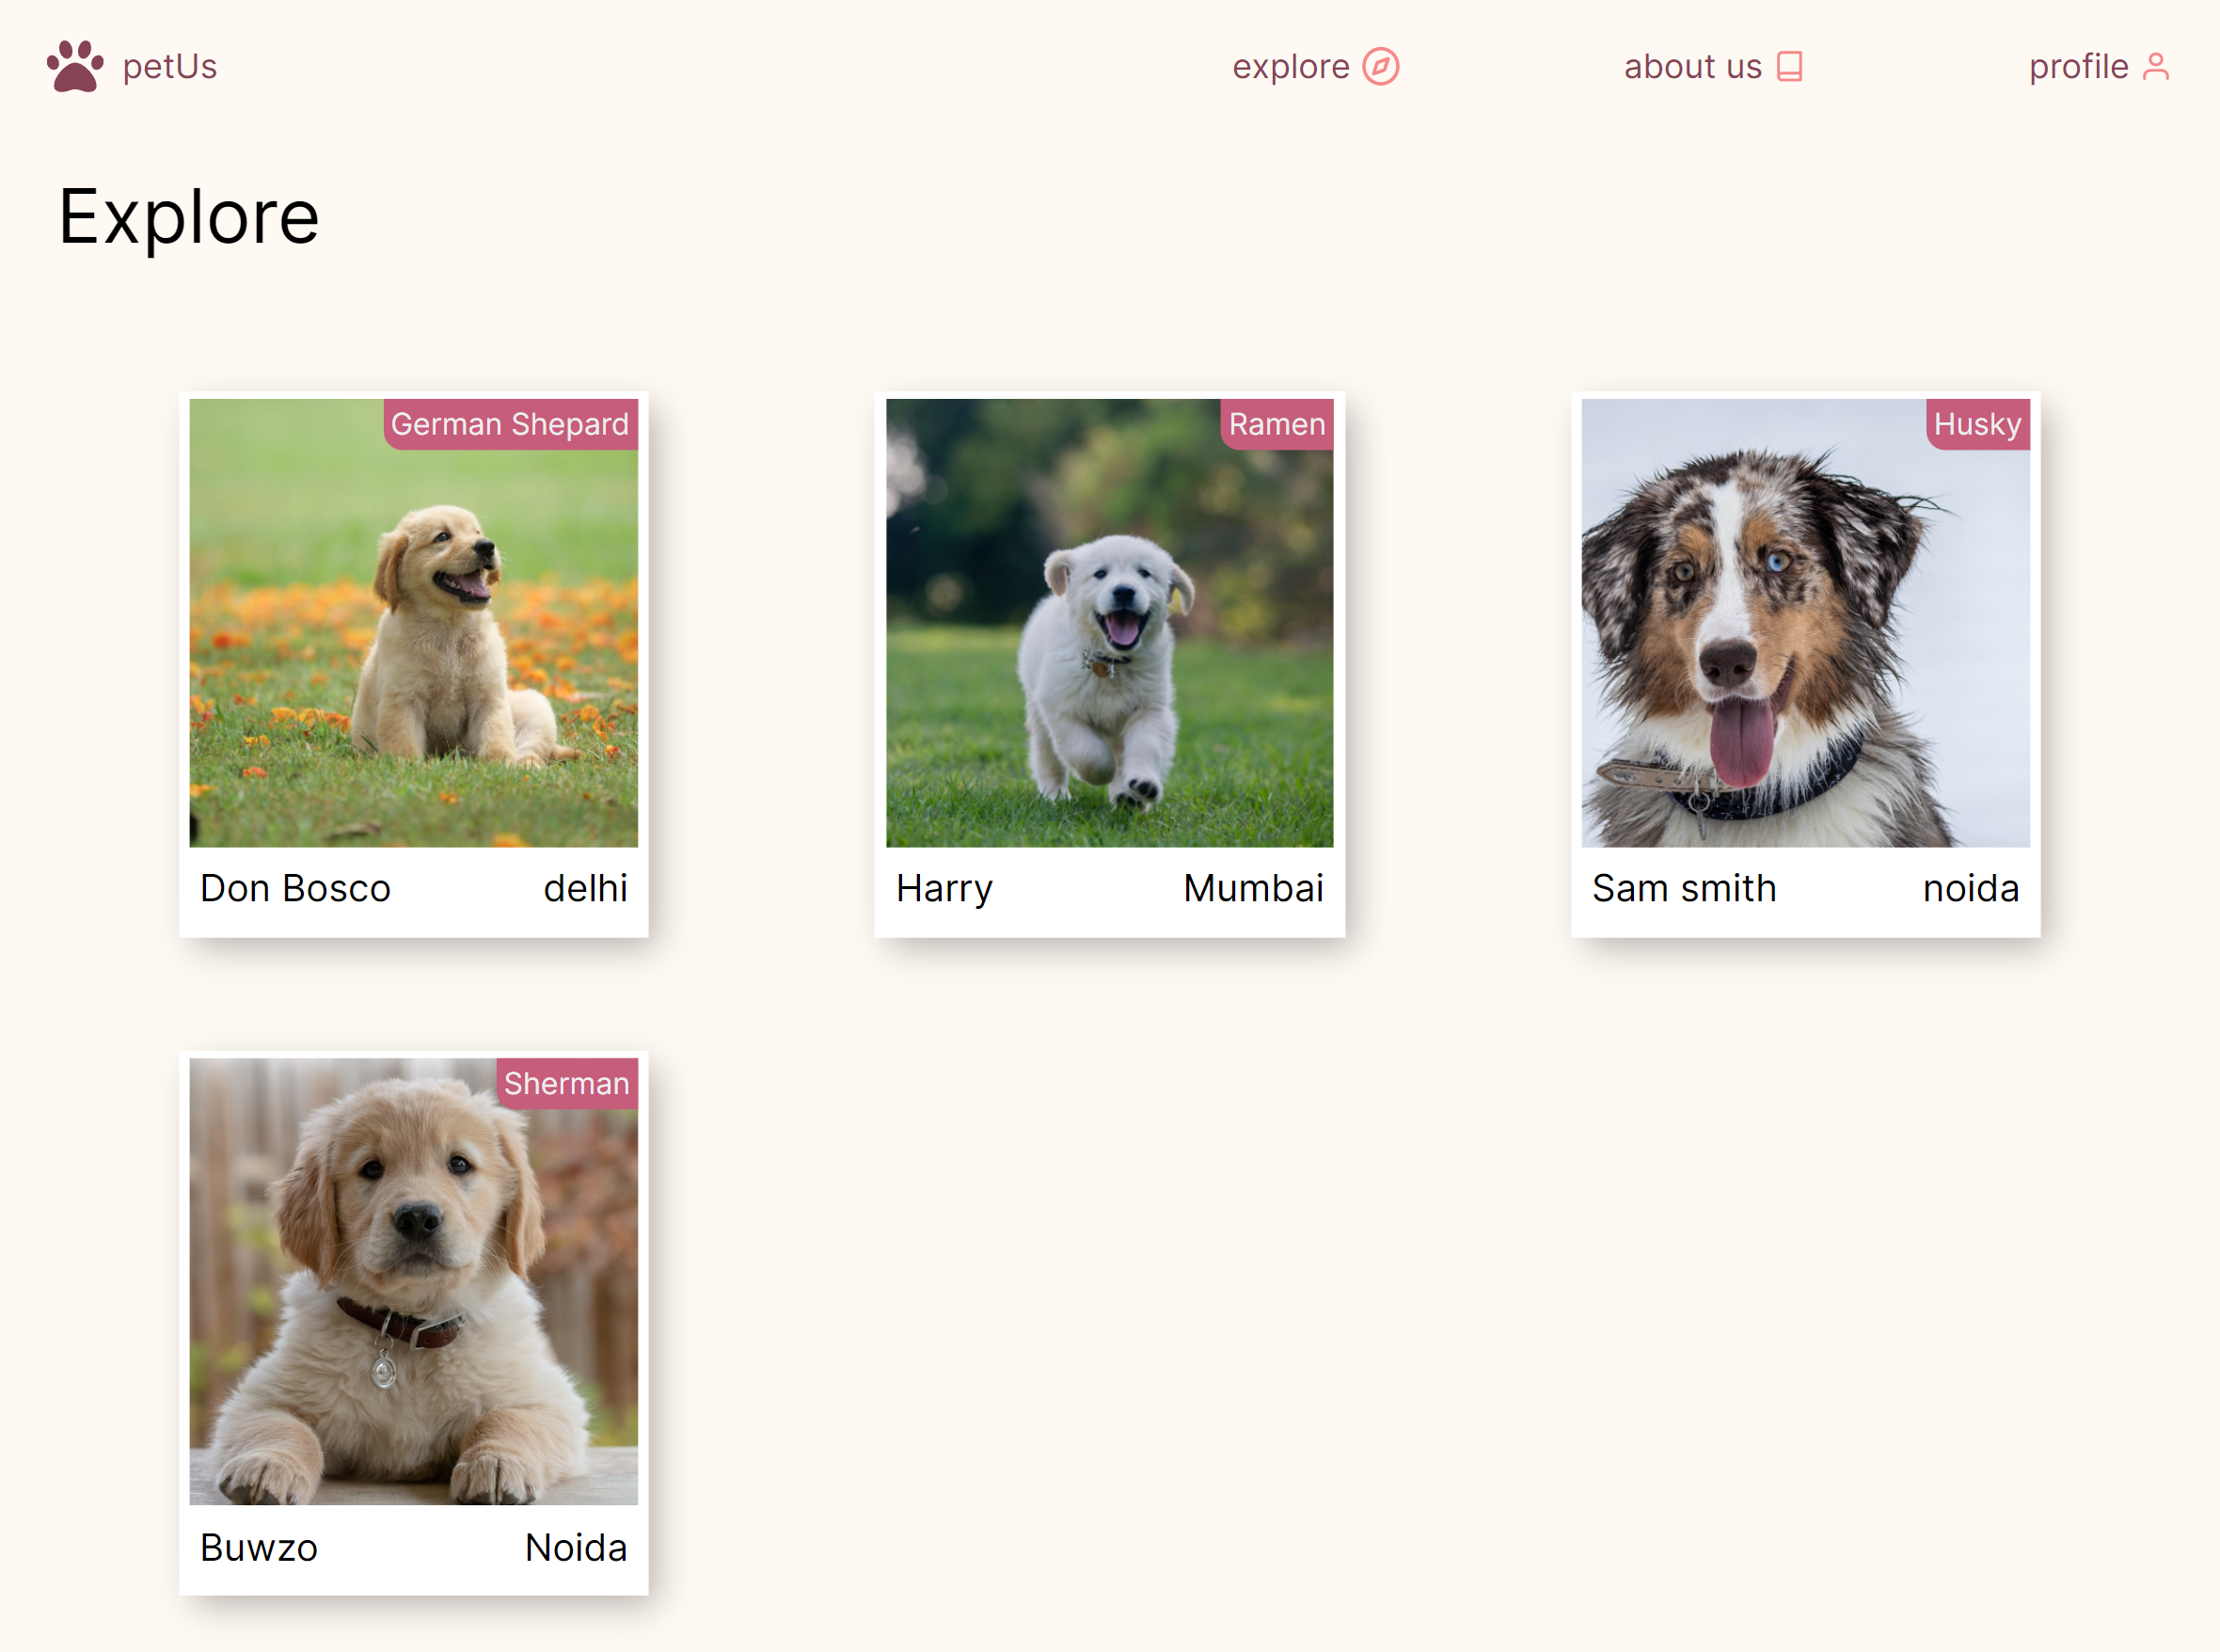 petUs explore about us profile
Explore
German Shepard
Ramen
Husky
Don Bosco delhi
Harry Mumbai
Sam smith noida
Sherman
Buwzo Noida